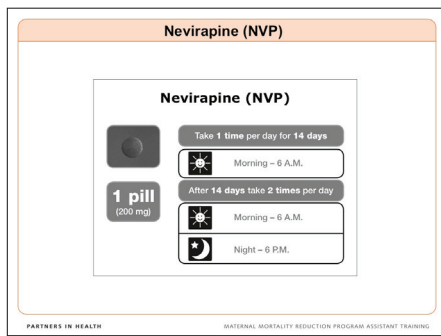 Nevirapine (NVP)
Nevirapine (NVP)
Take 1 time per day for 14 days
Morning – 6 A.M.
1 pill
(200 mg)
After 14 days take 2 times per day
Morning – 6 A.M.
Night – 6 P.M.
PARTNERS IN HEALTH
MATERNAL MORTALITY REDUCTION PROGRAM ASSISTANT TRAINING